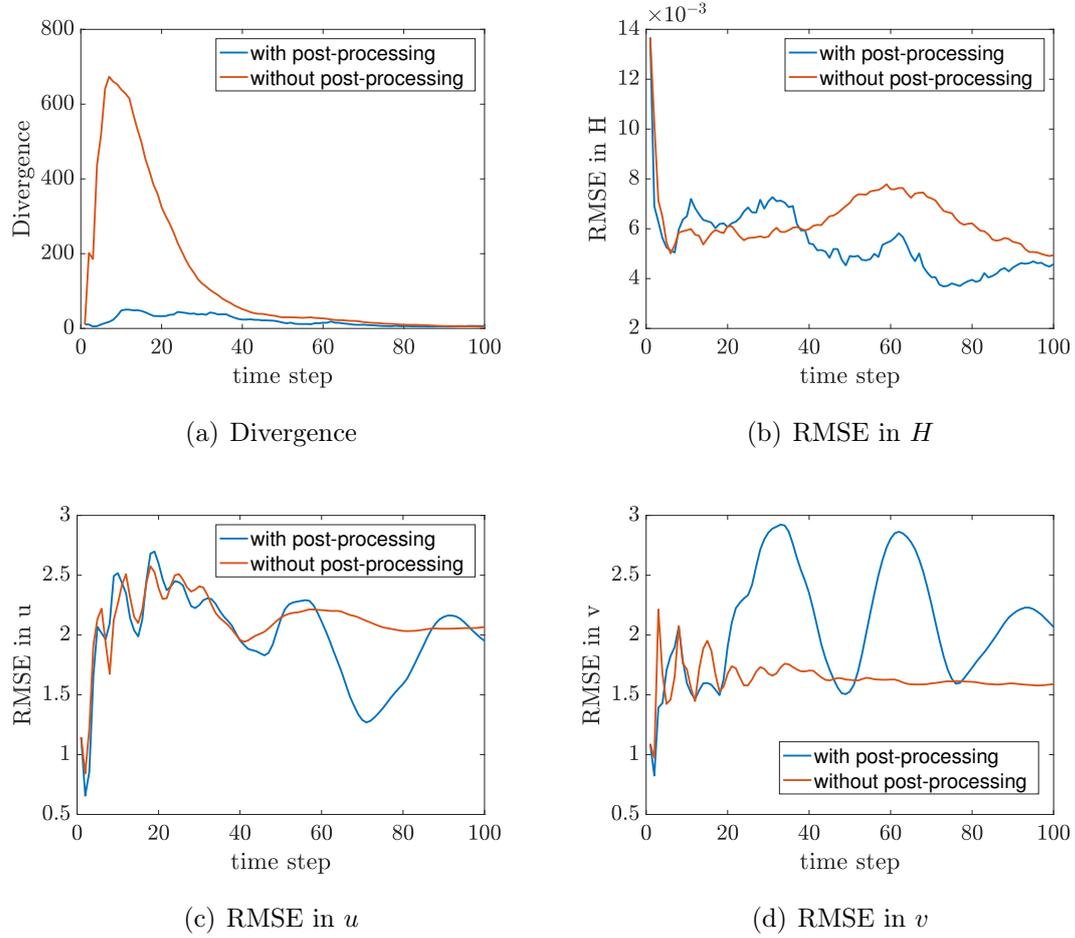 800
600
400
200
0
0 20 40 60 80 100
Divergence
time step
with post-processing
without post-processing
(a) Divergence
×10−3
14
12
10
8
6
4
2
0 20 40 60 80 100
RMSE in H
time step
with post-processing
without post-processing
(b) RMSE in H
3
2.5
2
1.5
1
0.5
0 20 40 60 80 100
RMSE in u
time step
with post-processing
without post-processing
(c) RMSE in u
3
2.5
2
1.5
1
0.5
0 20 40 60 80 100
RMSE in v
time step
with post-processing
without post-processing
(d) RMSE in v